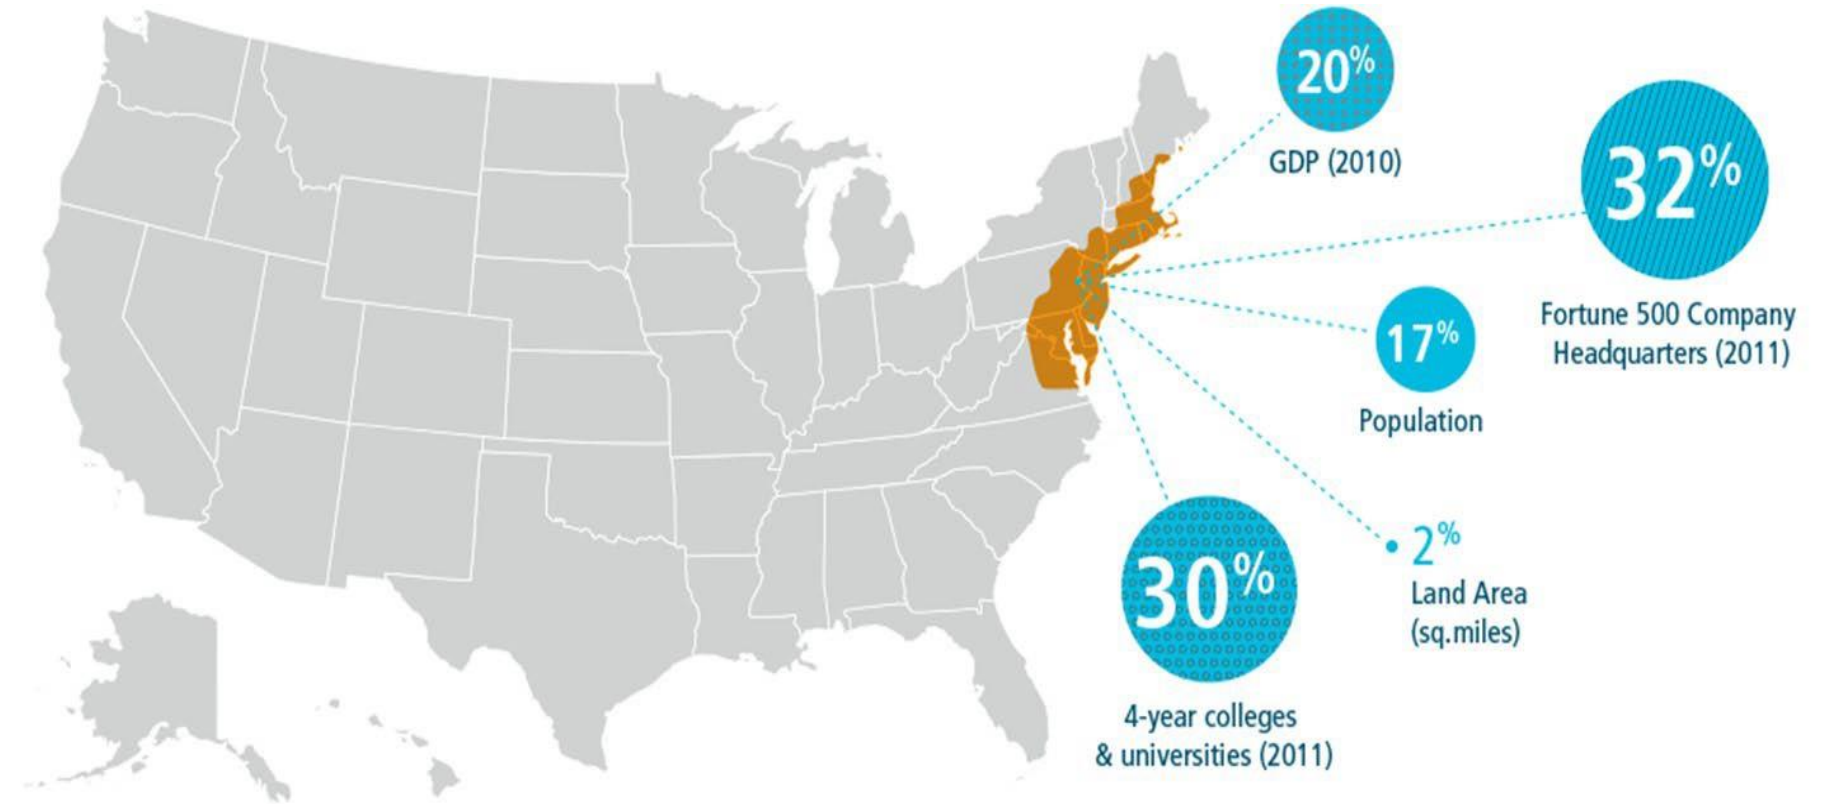 20%
GDP (2010)
32%
Fortune 500 Company
Headquarters (2011)
17%
Population
2%
Land Area
(sq.miles)
30%
4-year colleges
& universities (2011)